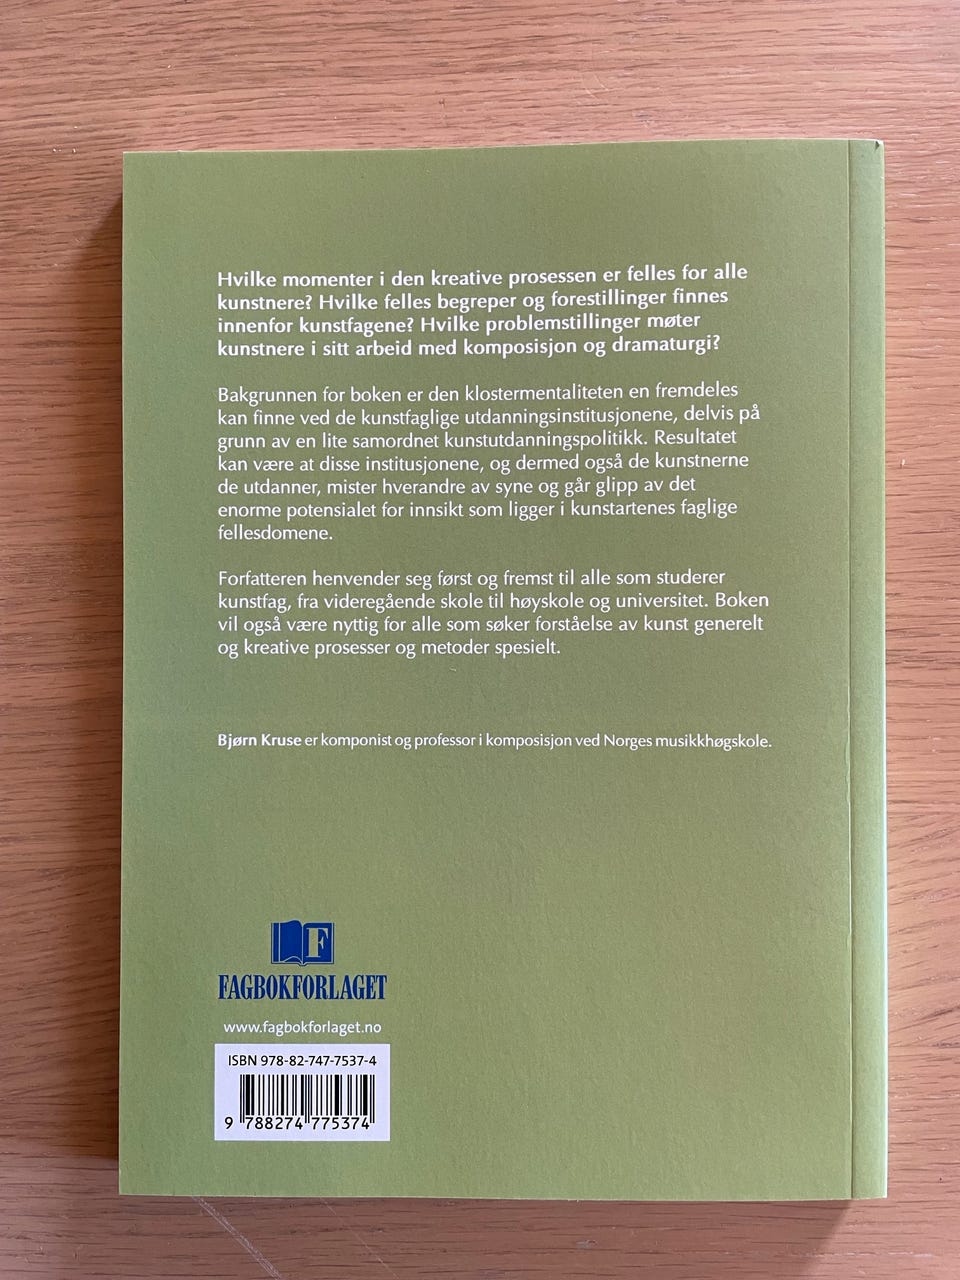 Hvilke momenter i den kreative prosessen er felles for alle
kunstnere? Hvilke felles begreper og forestillinger finnes
innenfor kunstfagene? Hvilke problemstillinger møter
kunstnere i sitt arbeid med komposisjon og dramaturgi?
Bakgrunnen for boken er den klostermentaliteten en fremdeles
kan finne ved de kunstfaglige utdanningsinstitusjonene, delvis på
grunn av en lite samordnet kunstutdanningspolitikk. Resultatet
kan være at disse institusjonene, og dermed også de kunstnerne
de utdanner, mister hverandre av syne og går glipp av det
enorme potensialet for innsikt som ligger i kunstartenes faglige
fellesdomene.
Forfatteren henvender seg først og fremst til alle som studerer
kunstfag, fra videregående skole til høyskole og universitet. Boken
vil også være nyttig for alle som søker forståelse av kunst generelt
og kreative prosesser og metoder spesielt.
Bjørn Kruse er komponist og professor i komposisjon ved Norges musikkhøgskole.
F
FAGBOKFORLAGET
www.fagbokforlaget.no
ISBN 978-82-747-7537-4
9 788274 775374